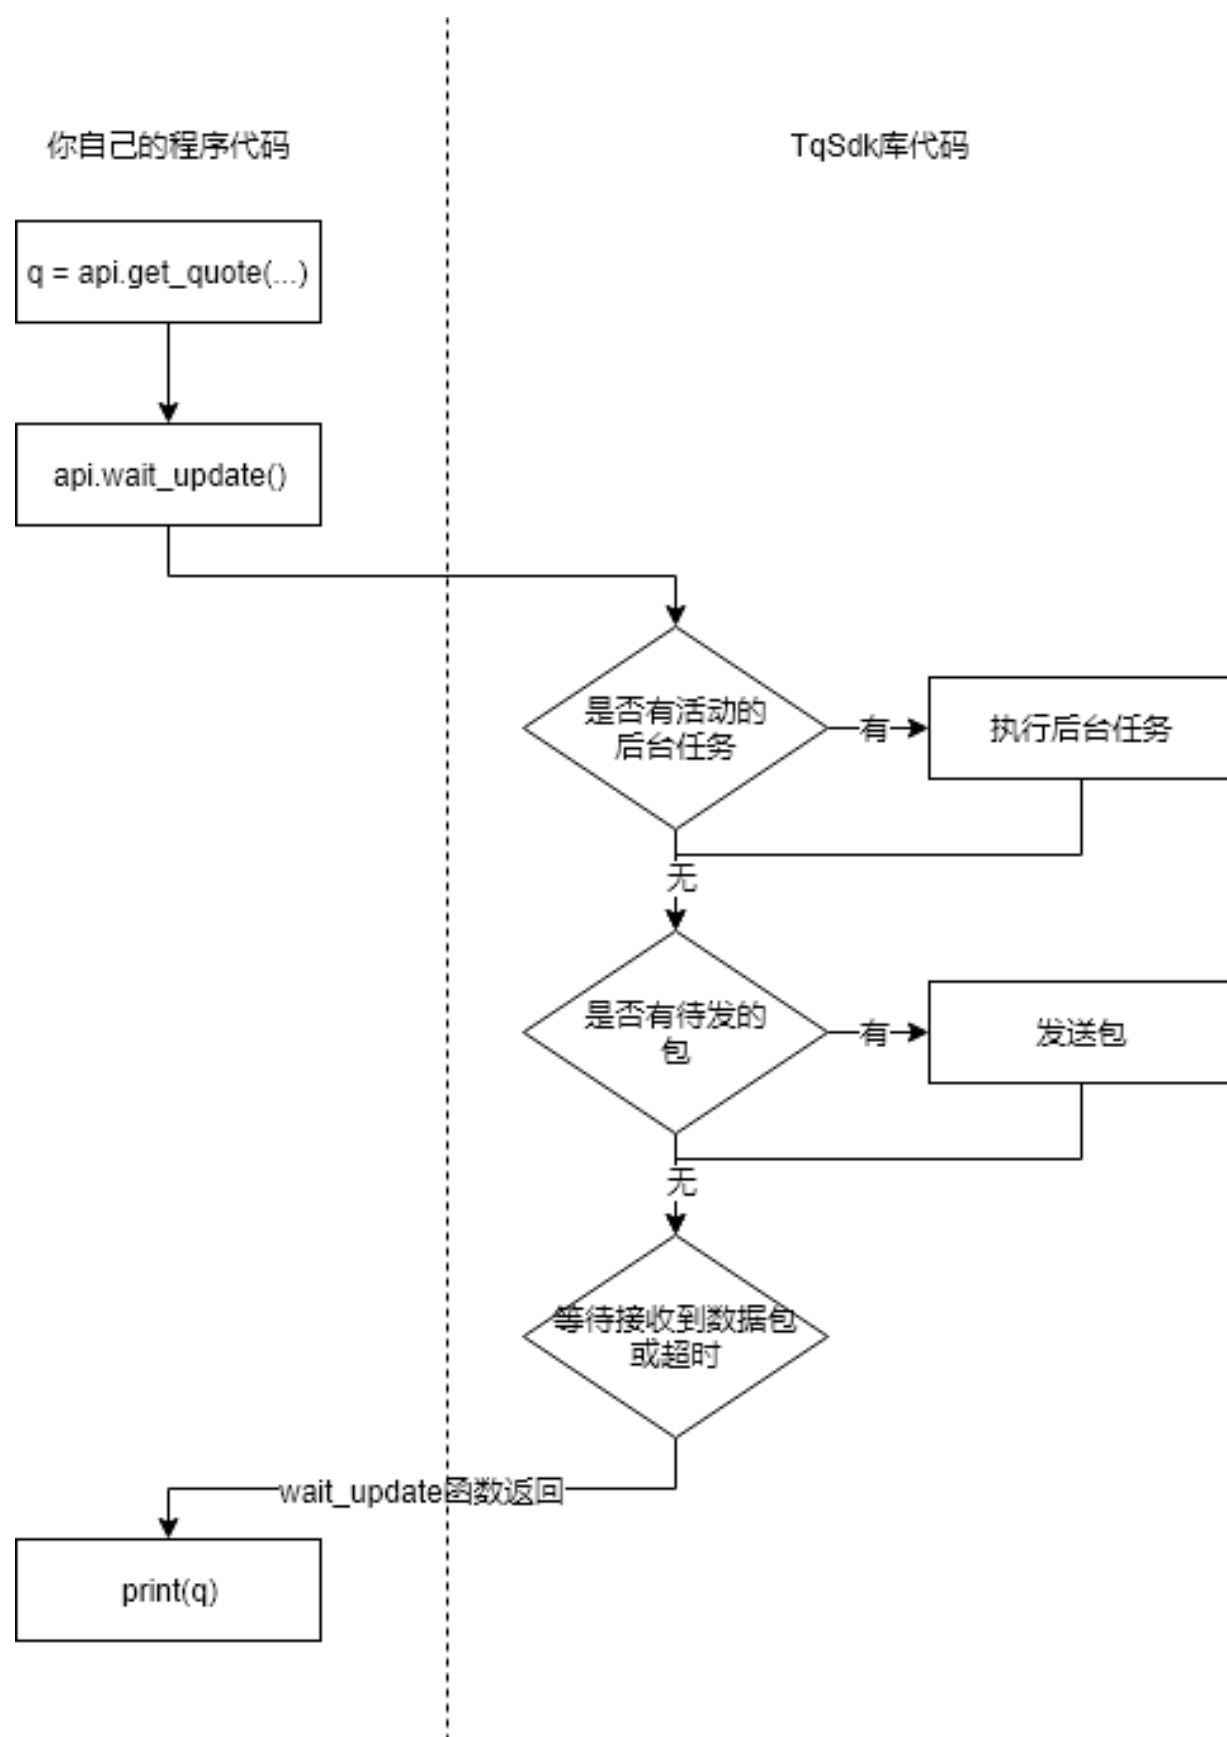 你自己的程序代码
TqSdk库代码
q = api.get_quote(...)
api.wait_update()
是否有活动的
后台任务
有
执行后台任务
无
是否有待发的
包
有
发送包
无
等待接收到数据包
或超时
wait_update函数返回
print(q)